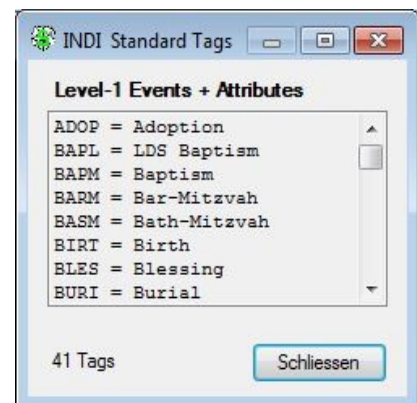 INDI Standard Tags
Level-1 Events + Attributes
ADOP = Adoption
BAPL = LDS Baptism
BAPM = Baptism
BARM = Bar-Mitzvah
BASM = Bath-Mitzvah
BIRT = Birth
BLES = Blessing
BURI = Burial
41 Tags
Schliessen